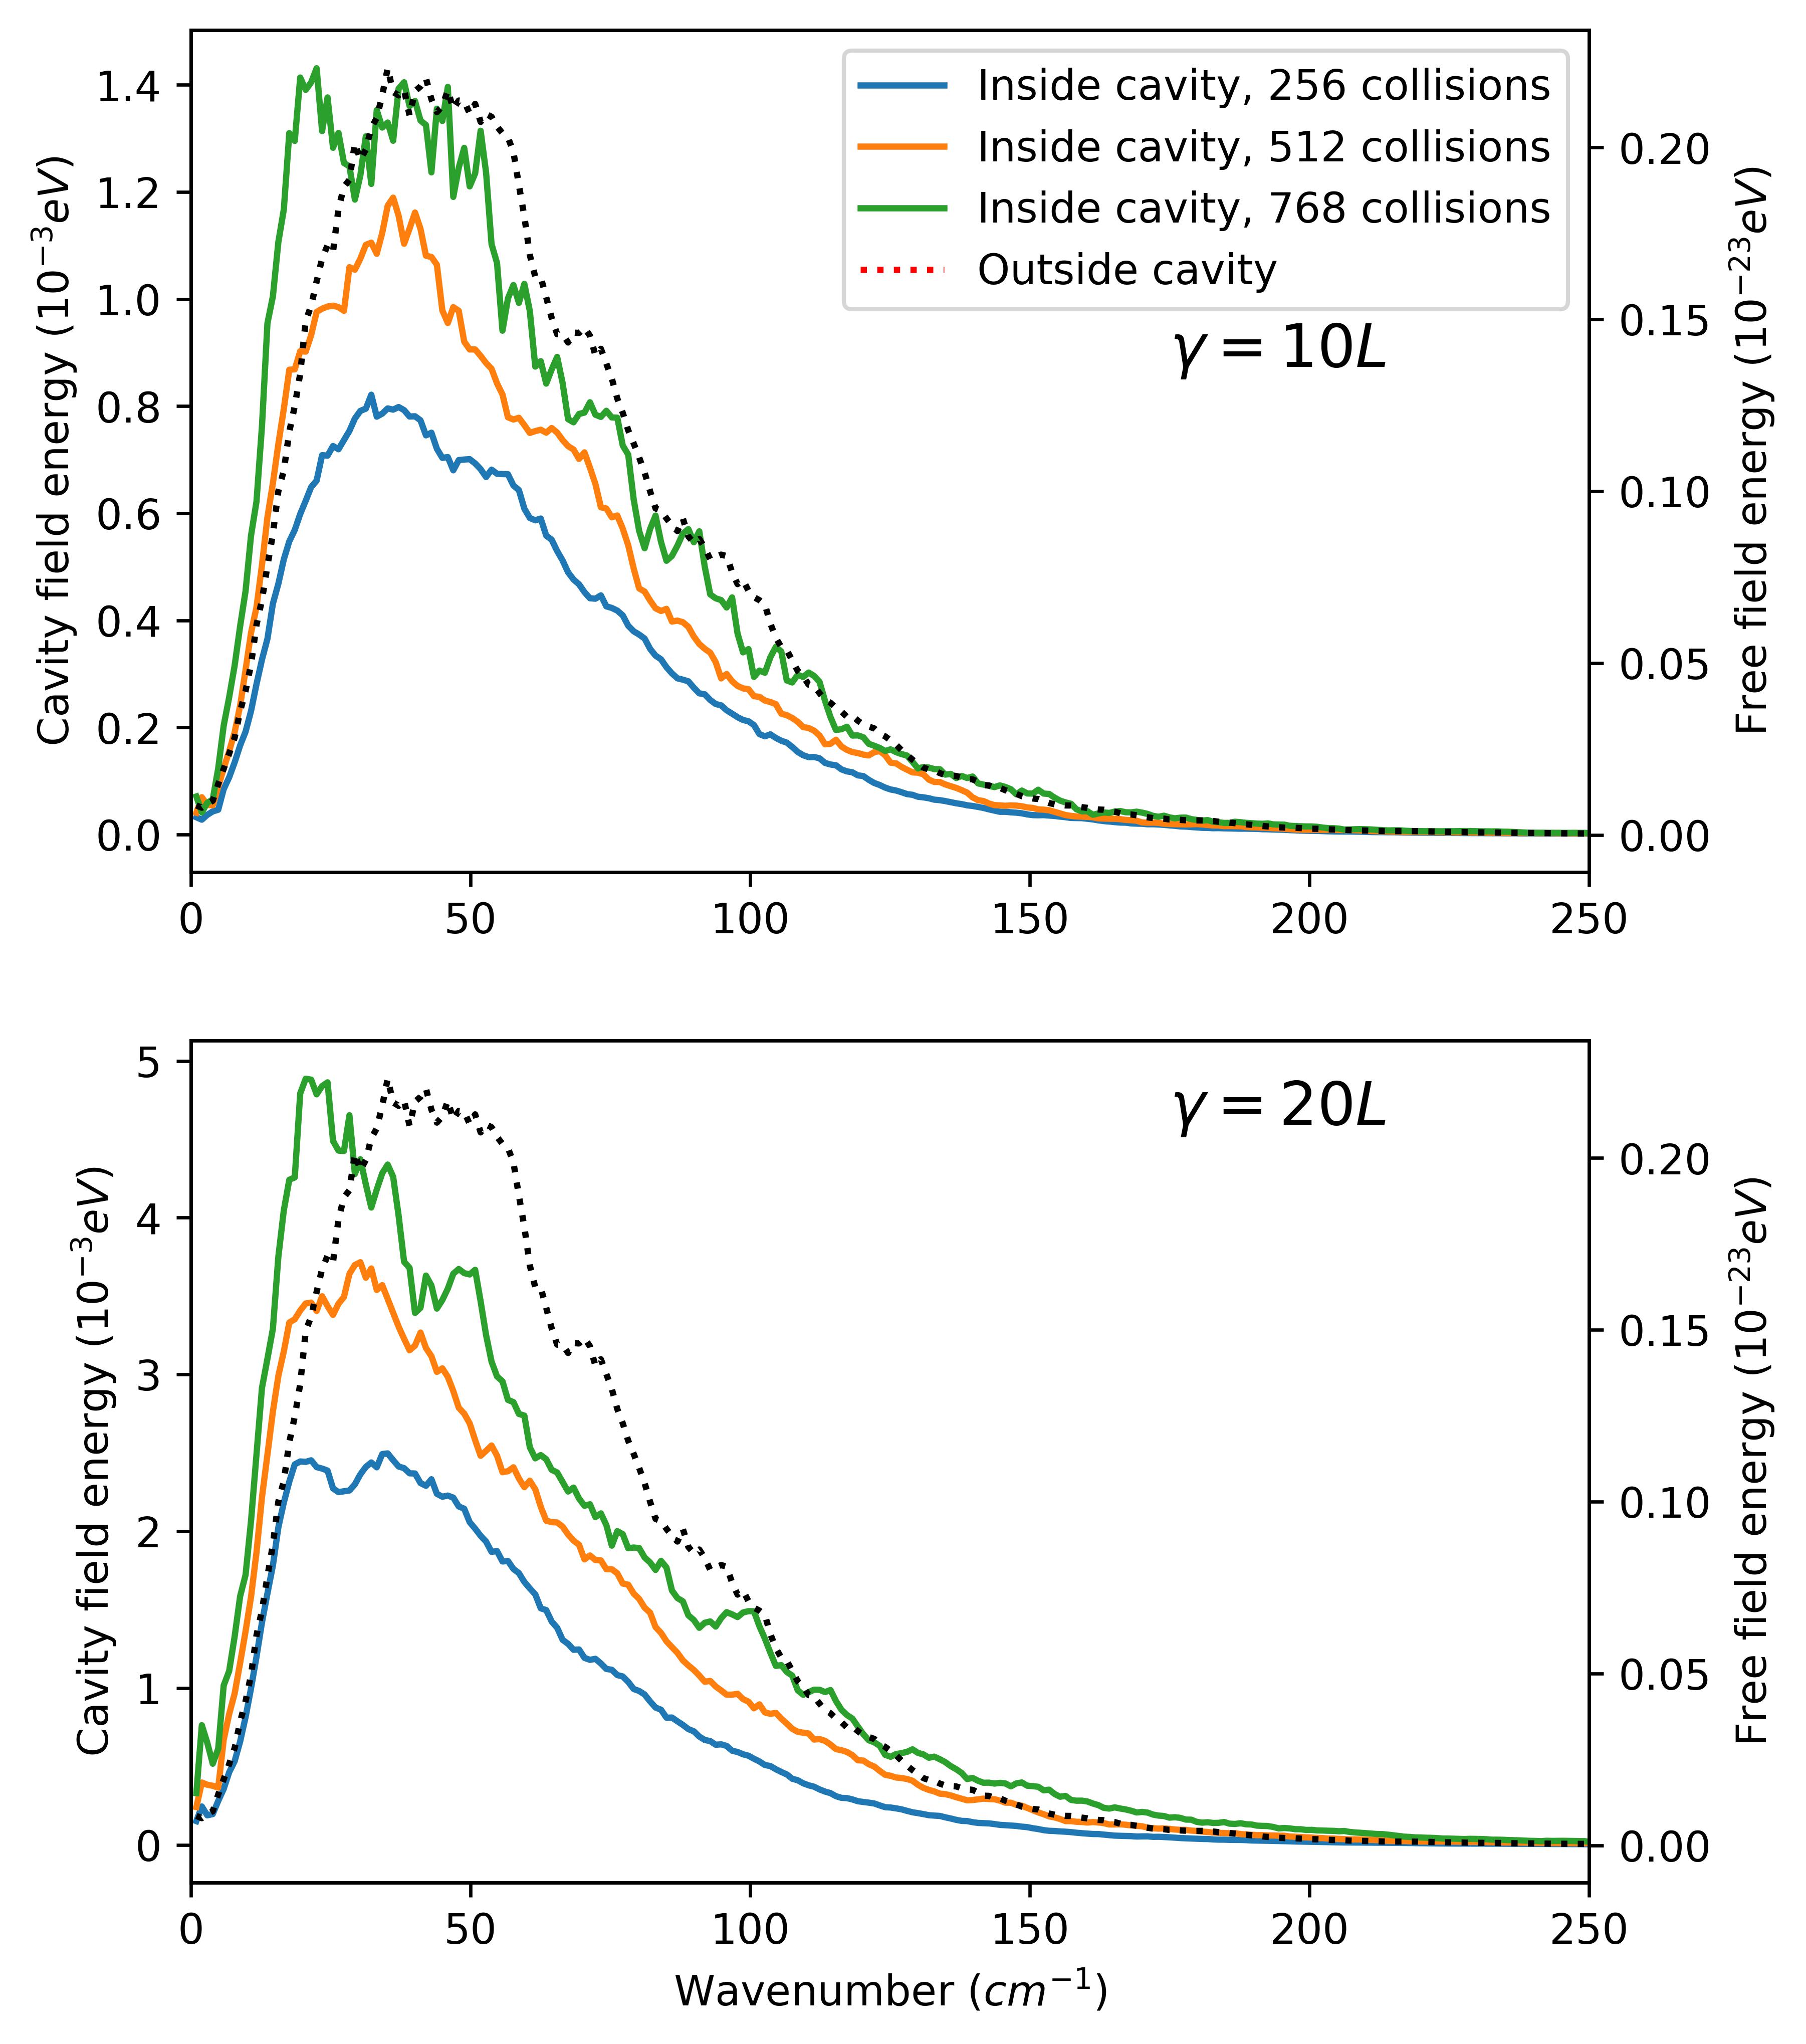 Cavity field energy (10⁻³eV)
1.4
1.2
1.0
0.8
0.6
0.4
0.2
0.0
Inside cavity, 256 collisions
Inside cavity, 512 collisions
Inside cavity, 768 collisions
Outside cavity
γ = 10L
0.20
0.15
0.10
0.05
0.00
Free field energy (10⁻²³eV)
0 50 100 150 200 250
Cavity field energy (10⁻³eV)
5
4
3
2
1
0
γ = 20L
0.20
0.15
0.10
0.05
0.00
Free field energy (10⁻²³eV)
0 50 100 150 200 250
Wavenumber (cm⁻¹)